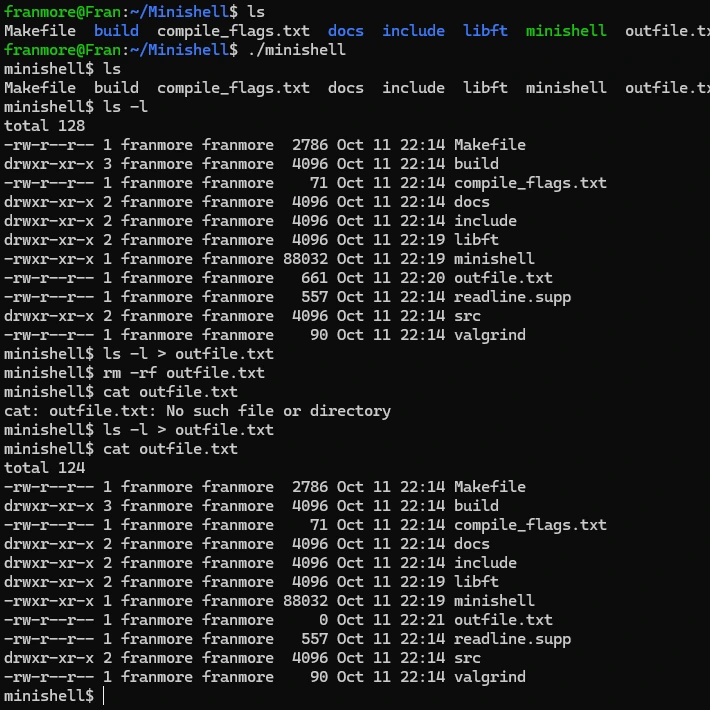 franmore@Fran:~/Minishell$ ls
Makefile  build  compile_flags.txt  docs  include  libft  minishell
franmore@Fran:~/Minishell$ ./minishell
minishell$ ls
Makefile  build  compile_flags.txt  docs  include  libft  minishell
minishell$ ls -l
total 128
-rw-r--r-- 1 franmore franmore  2786 Oct 11 22:14 Makefile
drwxr-xr-x 3 franmore franmore  4096 Oct 11 22:14 build
-rw-r--r-- 1 franmore franmore    71 Oct 11 22:14 compile_flags.txt
drwxr-xr-x 2 franmore franmore  4096 Oct 11 22:14 docs
drwxr-xr-x 2 franmore franmore  4096 Oct 11 22:14 include
drwxr-xr-x 2 franmore franmore  4096 Oct 11 22:19 libft
-rwxr-xr-x 1 franmore franmore 88032 Oct 11 22:19 minishell
-rw-r--r-- 1 franmore franmore   661 Oct 11 22:20 outfile.txt
-rw-r--r-- 1 franmore franmore   557 Oct 11 22:14 readline.supp
drwxr-xr-x 2 franmore franmore  4096 Oct 11 22:14 src
-rw-r--r-- 1 franmore franmore    90 Oct 11 22:14 valgrind
minishell$ ls -l > outfile.txt
minishell$ rm -rf outfile.txt
minishell$ cat outfile.txt
cat: outfile.txt: No such file or directory
minishell$ ls -l > outfile.txt
minishell$ cat outfile.txt
total 124
-rw-r--r-- 1 franmore franmore  2786 Oct 11 22:14 Makefile
drwxr-xr-x 3 franmore franmore  4096 Oct 11 22:14 build
-rw-r--r-- 1 franmore franmore    71 Oct 11 22:14 compile_flags.txt
drwxr-xr-x 2 franmore franmore  4096 Oct 11 22:14 docs
drwxr-xr-x 2 franmore franmore  4096 Oct 11 22:14 include
drwxr-xr-x 2 franmore franmore  4096 Oct 11 22:19 libft
-rwxr-xr-x 1 franmore franmore 88032 Oct 11 22:19 minishell
-rw-r--r-- 1 franmore franmore     0 Oct 11 22:21 outfile.txt
-rw-r--r-- 1 franmore franmore   557 Oct 11 22:14 readline.supp
drwxr-xr-x 2 franmore franmore  4096 Oct 11 22:14 src
-rw-r--r-- 1 franmore franmore    90 Oct 11 22:14 valgrind
minishell$